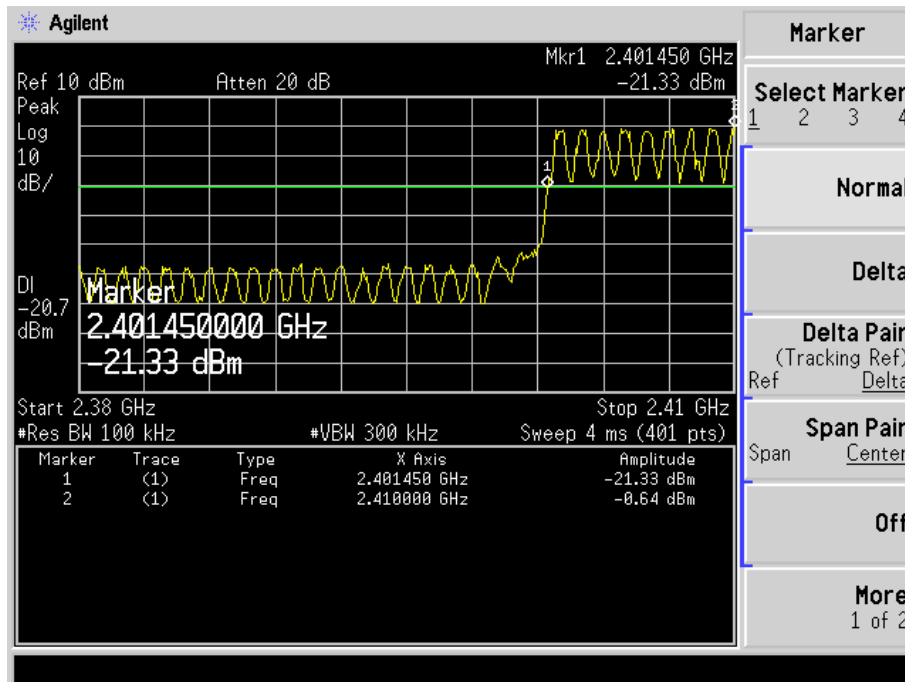 Agilent
Marker
Mkr1 2.401450 GHz
Ref 10 dBm Atten 20 dB -21.33 dBm
Peak
Log
10
dB/
1
DI
-20.7
dBm
Marker
2.401450000 GHz
-21.33 dBm
Start 2.38 GHz Stop 2.41 GHz
#Res BW 100 kHz #VBW 300 kHz Sweep 4 ms (401 pts)
Marker Trace Type X Axis Amplitude
1 (1) Freq 2.401450 GHz -21.33 dBm
2 (1) Freq 2.410000 GHz -0.64 dBm
Select Marker
1 2 3 4
Normal
Delta
Delta Pair
(Tracking Ref)
Ref Delta
Span Pair
Span Center
Off
More
1 of 2